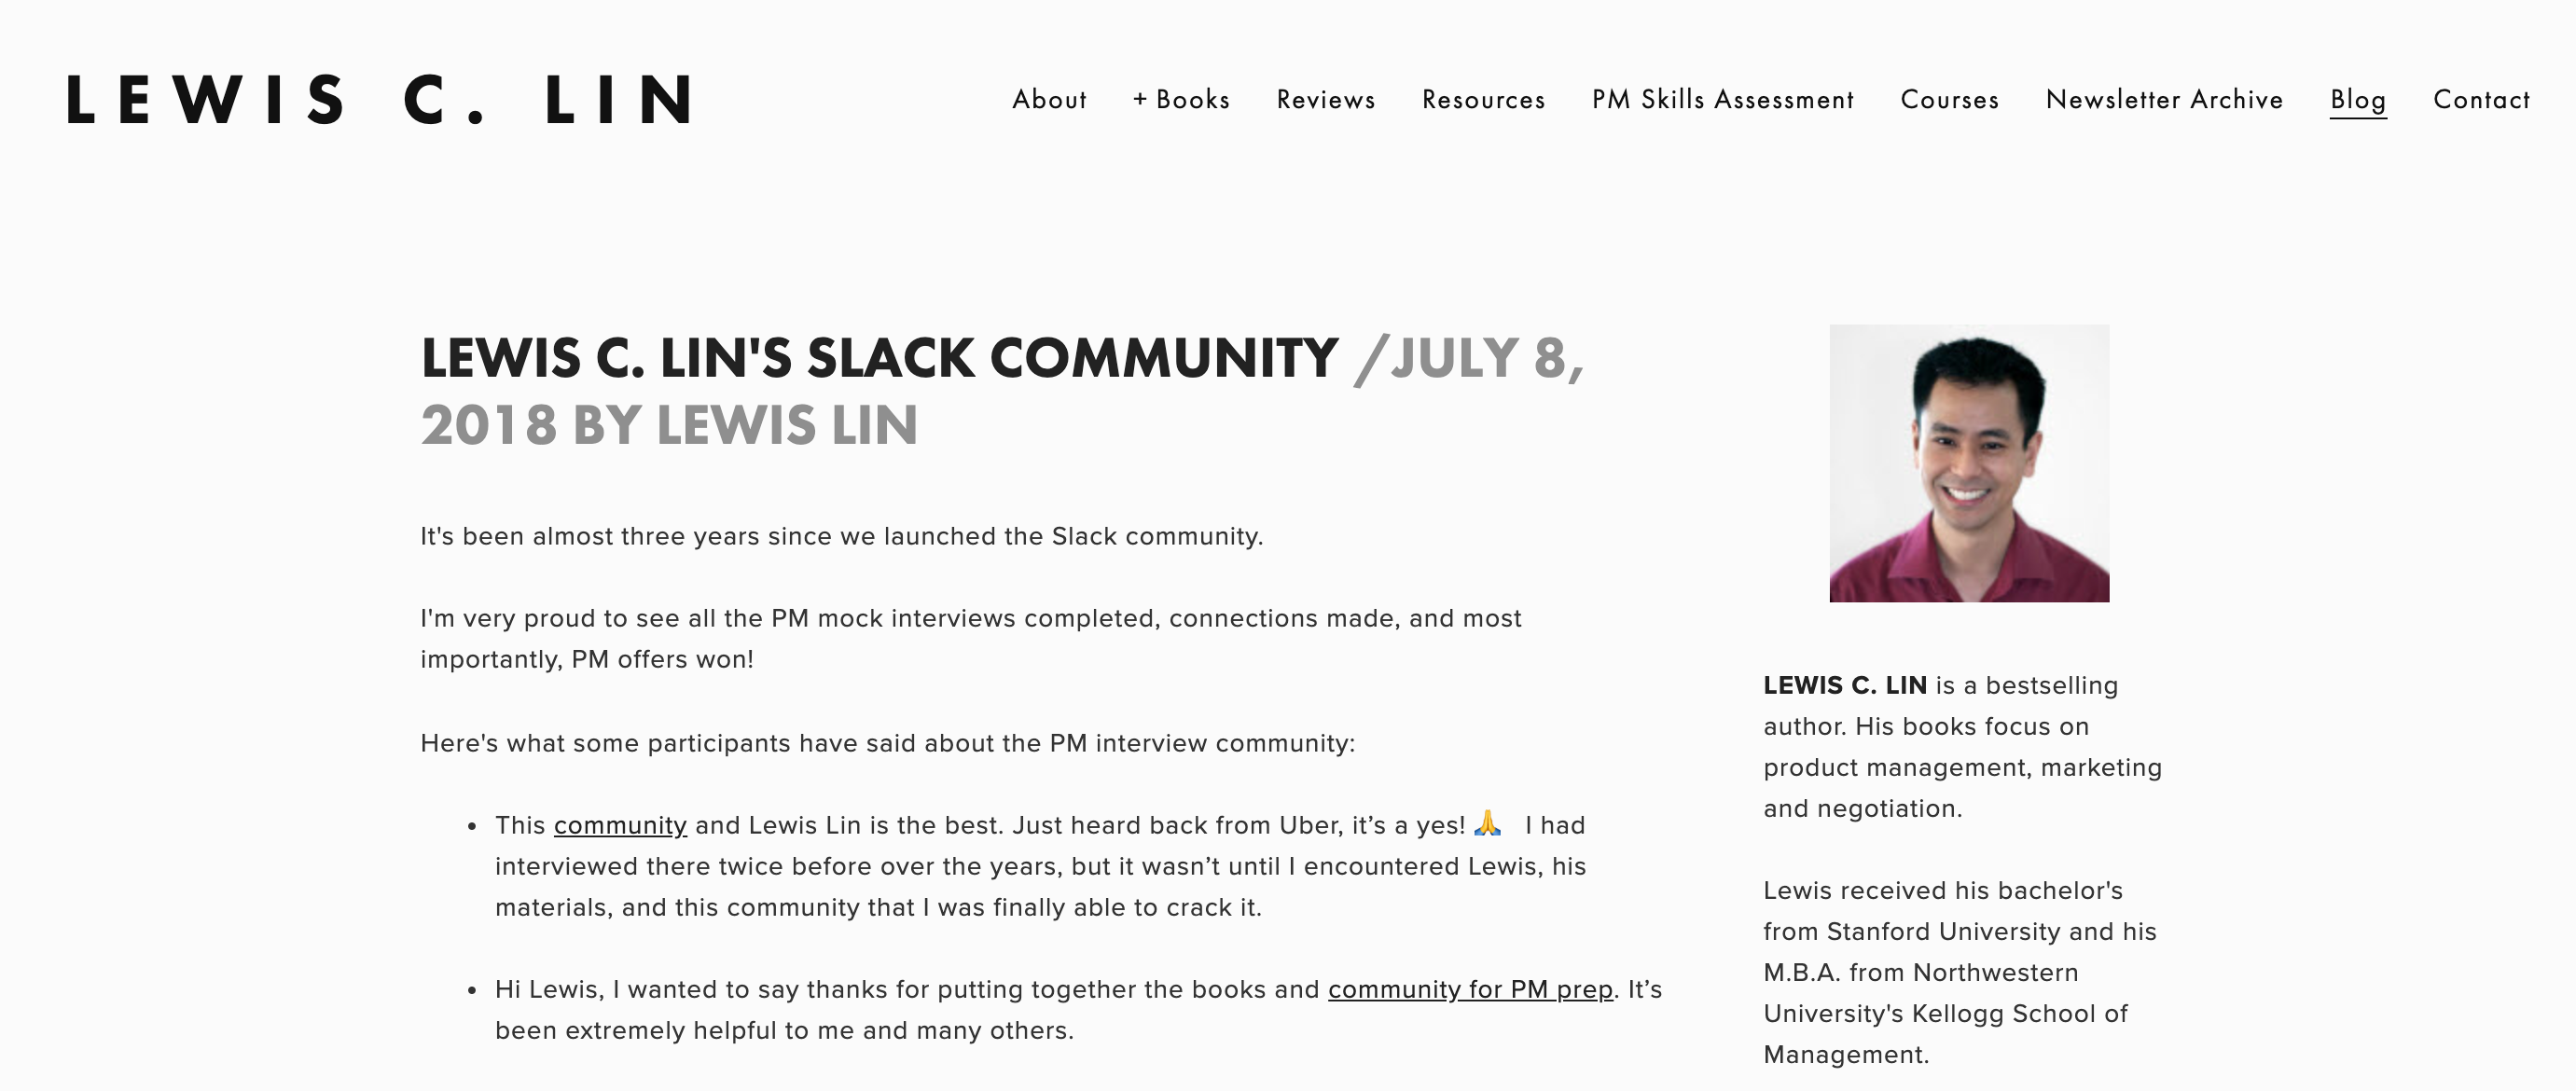 LEWIS C. LIN
About + Books Reviews Resources PM Skills Assessment Courses Newsletter Archive Blog Contact
LEWIS C. LIN'S SLACK COMMUNITY /JULY 8,
2018 BY LEWIS LIN
It's been almost three years since we launched the Slack community.
I'm very proud to see all the PM mock interviews completed, connections made, and most
importantly, PM offers won!
Here's what some participants have said about the PM interview community:
• This community and Lewis Lin is the best. Just heard back from Uber, it’s a yes! 🙏 I had
interviewed there twice before over the years, but it wasn’t until I encountered Lewis, his
materials, and this community that I was finally able to crack it.
• Hi Lewis, I wanted to say thanks for putting together the books and community for PM prep. It’s
been extremely helpful to me and many others.
LEWIS C. LIN is a bestselling
author. His books focus on
product management, marketing
and negotiation.
Lewis received his bachelor's
from Stanford University and his
M.B.A. from Northwestern
University's Kellogg School of
Management.